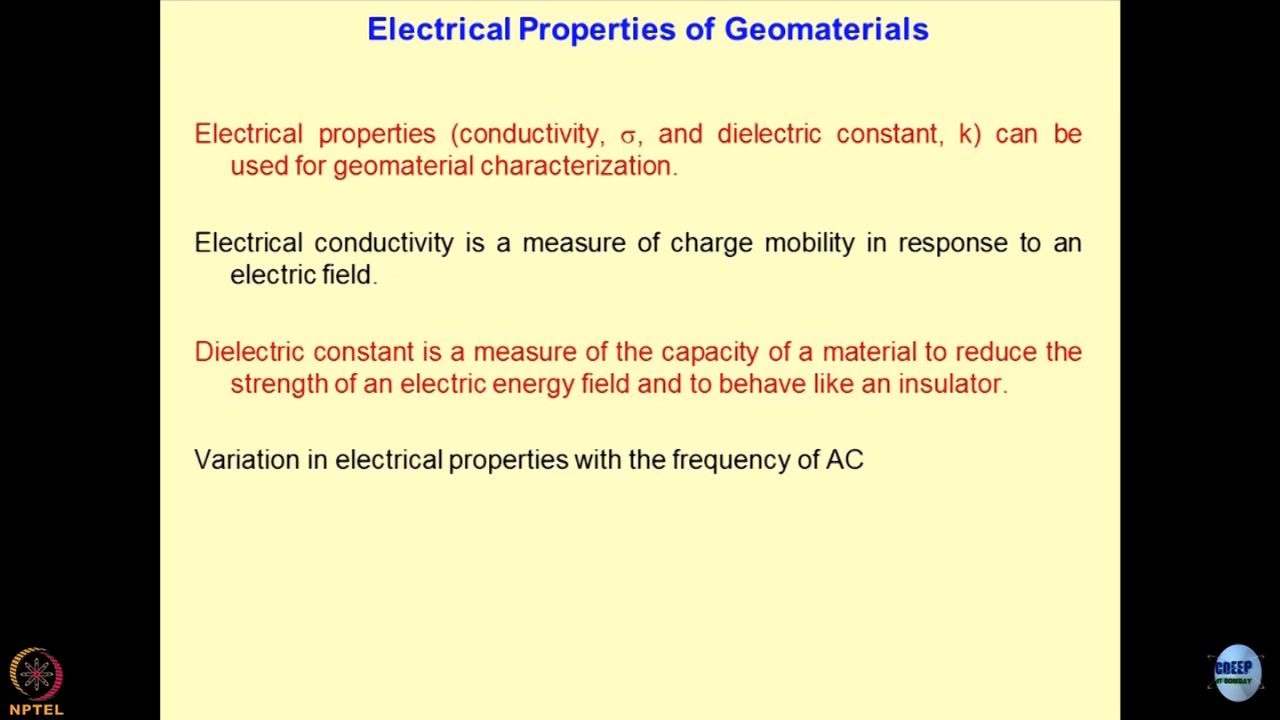 Electrical Properties of Geomaterials
Electrical properties (conductivity, σ, and dielectric constant, k) can be
used for geomaterial characterization.
Electrical conductivity is a measure of charge mobility in response to an
electric field.
Dielectric constant is a measure of the capacity of a material to reduce the
strength of an electric energy field and to behave like an insulator.
Variation in electrical properties with the frequency of AC
NPTEL
CDEEP
IIT BOMBAY